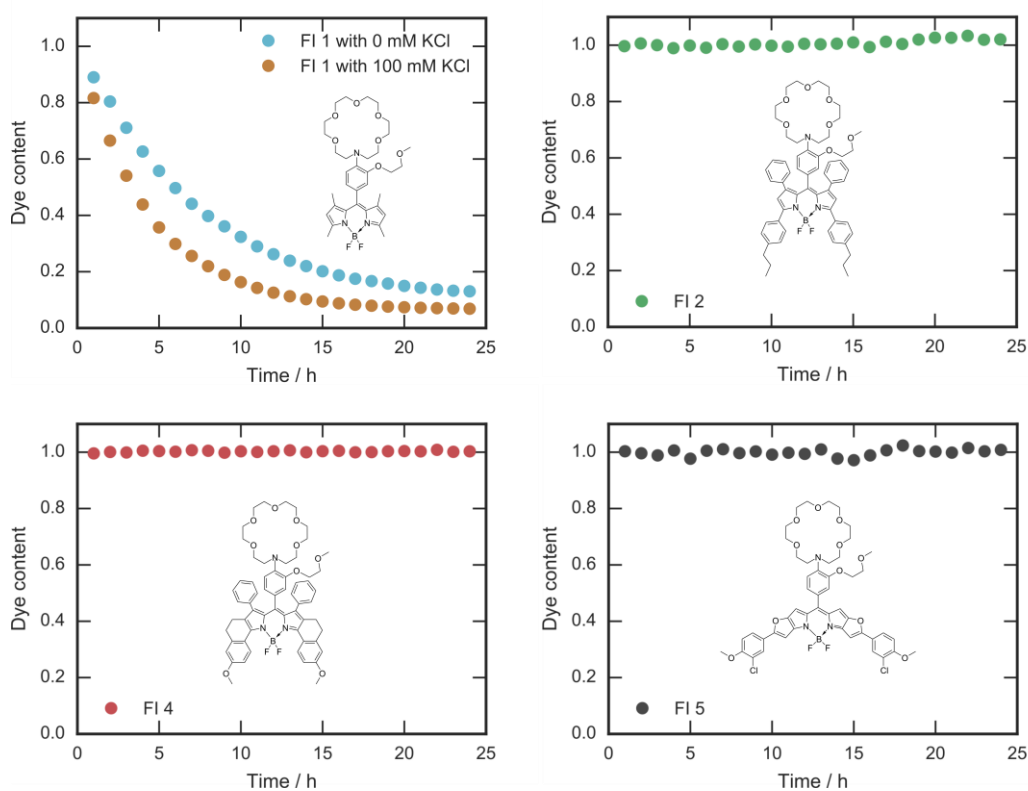 FI 1 with 0 mM KCl
FI 1 with 100 mM KCl
Dye content
1.0
0.8
0.6
0.4
0.2
0.0
0 5 10 15 20 25
Time / h
O O
O O
O
N
O
O
N N
B
F F
FI 2
Dye content
1.0
0.8
0.6
0.4
0.2
0.0
0 5 10 15 20 25
Time / h
O
O O
O O
N
O
O
N N
B
F F
FI 4
Dye content
1.0
0.8
0.6
0.4
0.2
0.0
0 5 10 15 20 25
Time / h
O
O O
O O
N
O
O
N N
B
F F
O O
FI 5
Dye content
1.0
0.8
0.6
0.4
0.2
0.0
0 5 10 15 20 25
Time / h
O
O O
O O
N
O
O
O O
N N
B
F F
O O
Cl Cl